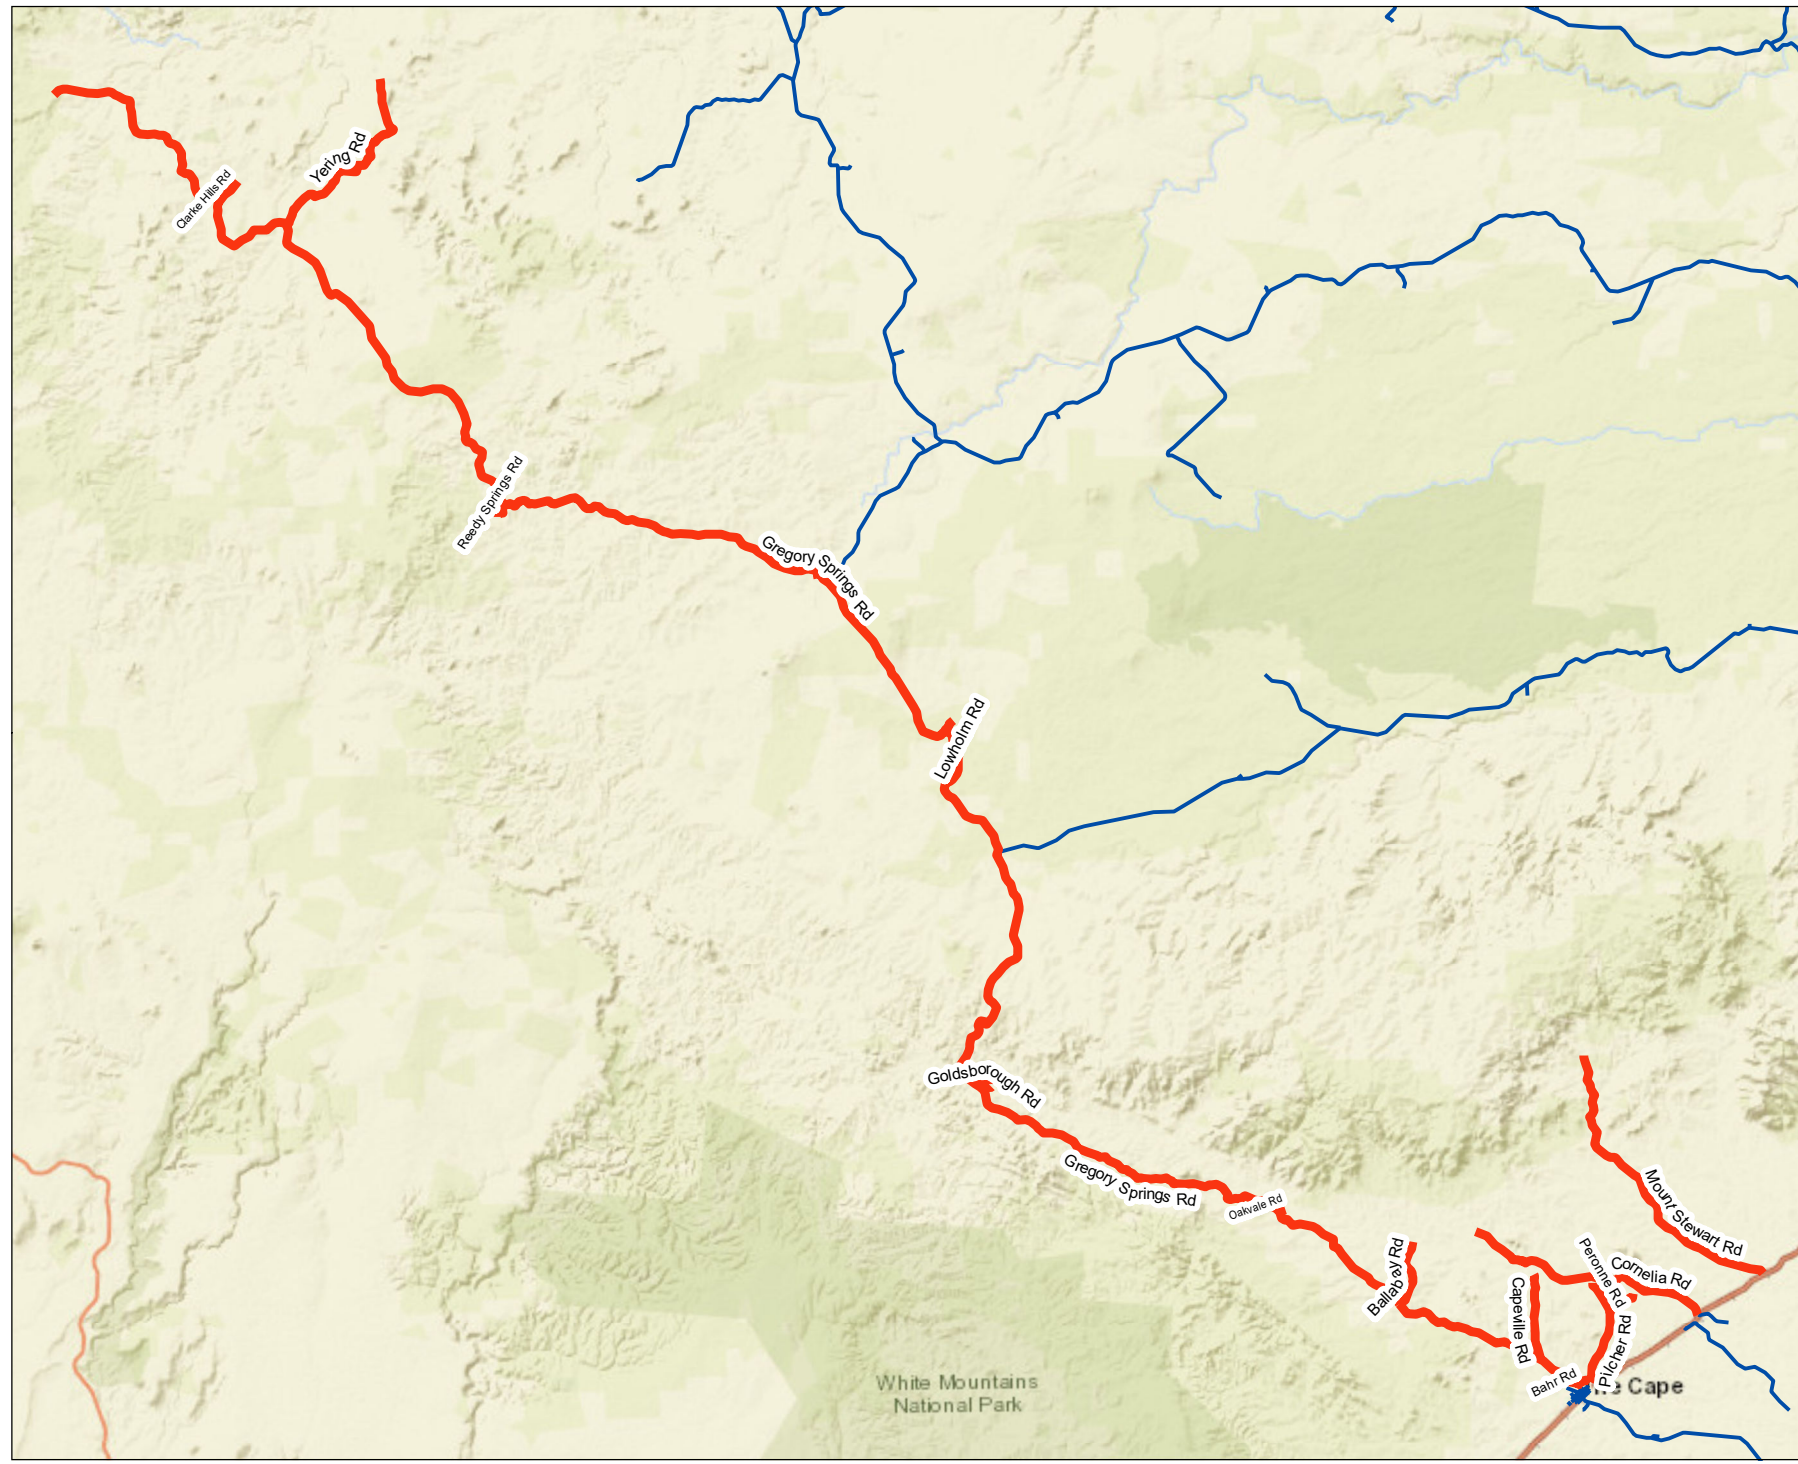 Yering Rd
Clarke Hills Rd
Reedy Springs Rd
Gregory Springs Rd
Lowholm Rd
Goldsborough Rd
Gregory Springs Rd
Oakvale Rd
Mount Stewart Rd
Ballabay Rd
Peronne Rd
Cornelia Rd
Capeville Rd
Pilcher Rd
Bahr Rd
Cape
White Mountains
National Park